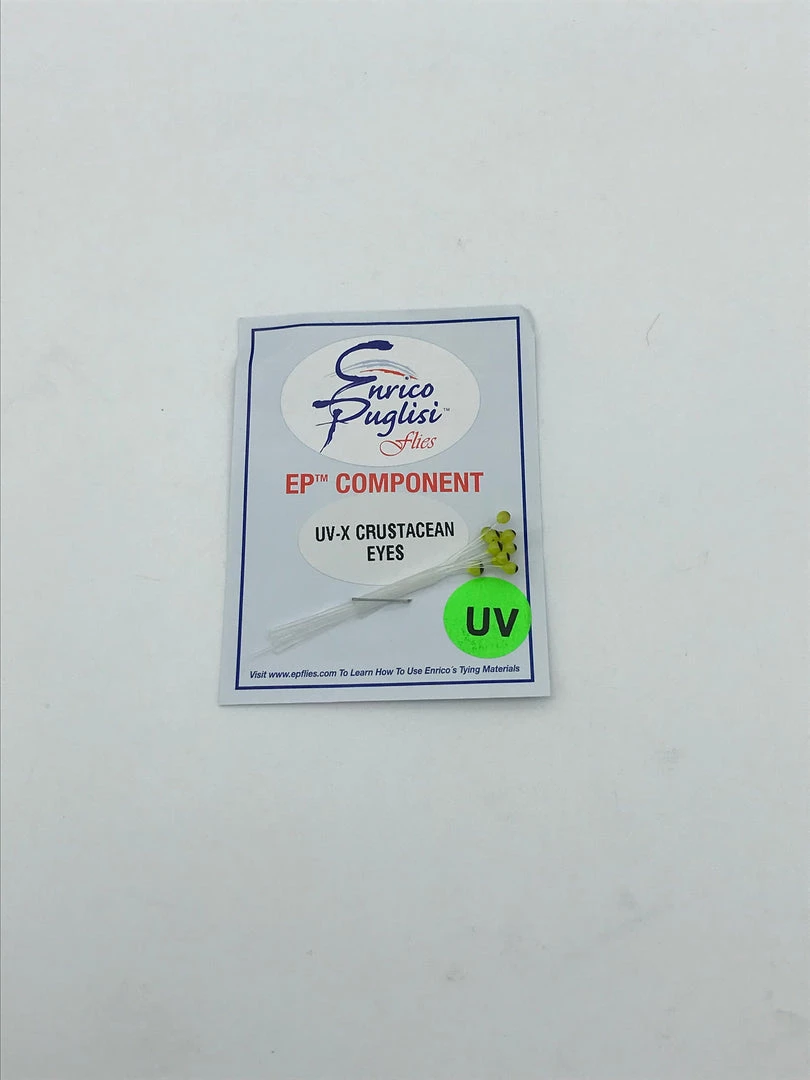 Enrico
Puglisi™
flies
EP™ COMPONENT
UV-X CRUSTACEAN
EYES
UV
Visit www.epflies.com To Learn How To Use Enrico's Tying Materials